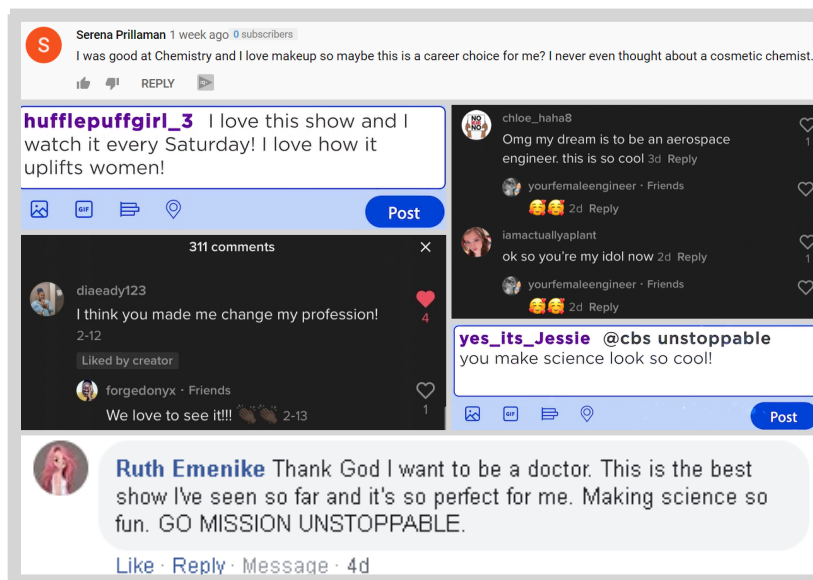 S
Serena Prillaman 1 week ago 0 subscribers
I was good at Chemistry and I love makeup so maybe this is a career choice for me? I never even thought about a cosmetic chemist.
REPLY
hufflepuffgirl_3 I love this show and I
watch it every Saturday! I love how it
uplifts women!
GIF
Post
311 comments
diaeady123
I think you made me change my profession!
4
2-12
Liked by creator
forgedonyx · Friends
We love to see it!!! 👏🏿👏🏿 2-13
1
chloe_haha8
Omg my dream is to be an aerospace
1
engineer. this is so cool 3d Reply
yourfemaleengineer · Friends
🥰🥰 2d Reply
iamactuallyaplant
ok so you're my idol now 2d Reply
1
yourfemaleengineer · Friends
🥰🥰 2d Reply
yes_its_Jessie @cbs unstoppable
you make science look so cool!
GIF
Post
Ruth Emenike Thank God I want to be a doctor. This is the best
show I've seen so far and it's so perfect for me. Making science so
fun. GO MISSION UNSTOPPABLE.
Like · Reply · Message · 4d